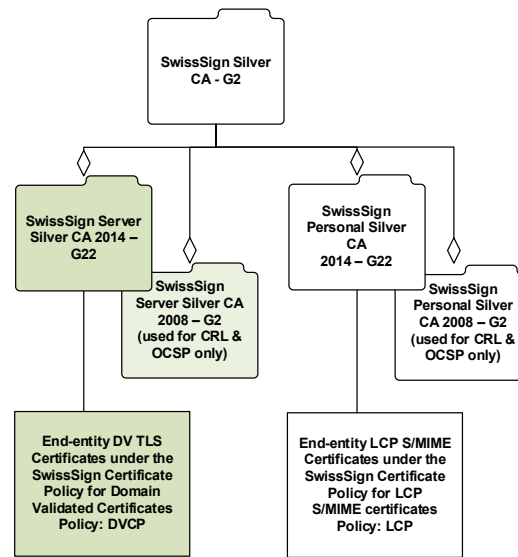 SwissSign Silver
CA - G2
SwissSign Server
Silver CA 2014 –
G22
SwissSign
Server Silver CA
2008 – G2
(used for CRL &
OCSP only)
SwissSign
Personal Silver
CA
2014 – G22
SwissSign
Personal Silver
CA 2008 – G2
(used for CRL &
OCSP only)
End-entity DV TLS
Certificates under the
SwissSign Certificate
Policy for Domain
Validated Certificates
Policy: DVCP
End-entity LCP S/MIME
Certificates under the
SwissSign Certificate
Policy for LCP
S/MIME certificates
Policy: LCP